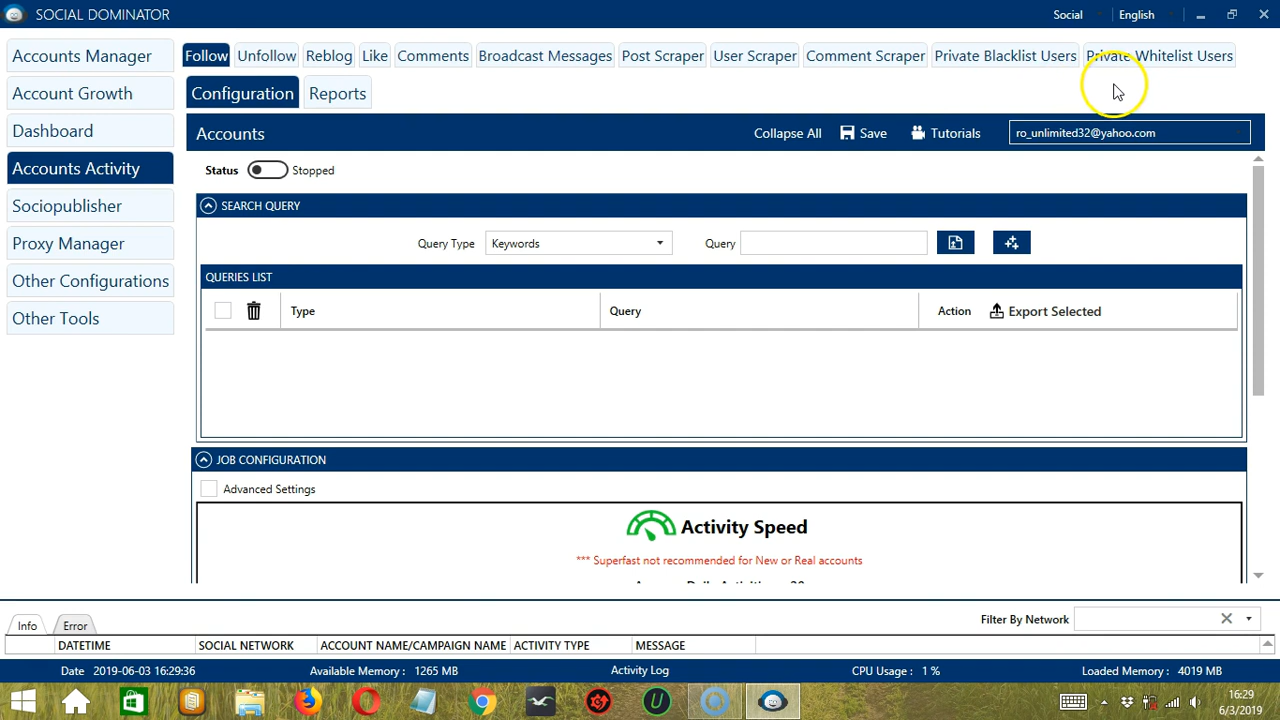 SOCIAL DOMINATOR
Social
English
Accounts Manager
Account Growth
Dashboard
Accounts Activity
Sociopublisher
Proxy Manager
Other Configurations
Other Tools
Follow
Unfollow
Reblog
Like
Comments
Broadcast Messages
Post Scraper
User Scraper
Comment Scraper
Private Blacklist Users
Private Whitelist Users
Configuration
Reports
Accounts
Collapse All
Save
Tutorials
ro_unlimited32@yahoo.com
Status
Stopped
SEARCH QUERY
Query Type
Keywords
Query
QUERIES LIST
Type
Query
Action
Export Selected
JOB CONFIGURATION
Advanced Settings
Activity Speed
*** Superfast not recommended for New or Real accounts
Info
Error
Filter By Network
DATETIME
SOCIAL NETWORK
ACCOUNT NAME/CAMPAIGN NAME
ACTIVITY TYPE
MESSAGE
Date 2019-06-03 16:29:36
Available Memory : 1265 MB
Activity Log
CPU Usage : 1 %
Loaded Memory : 4019 MB
16:29
6/3/2019